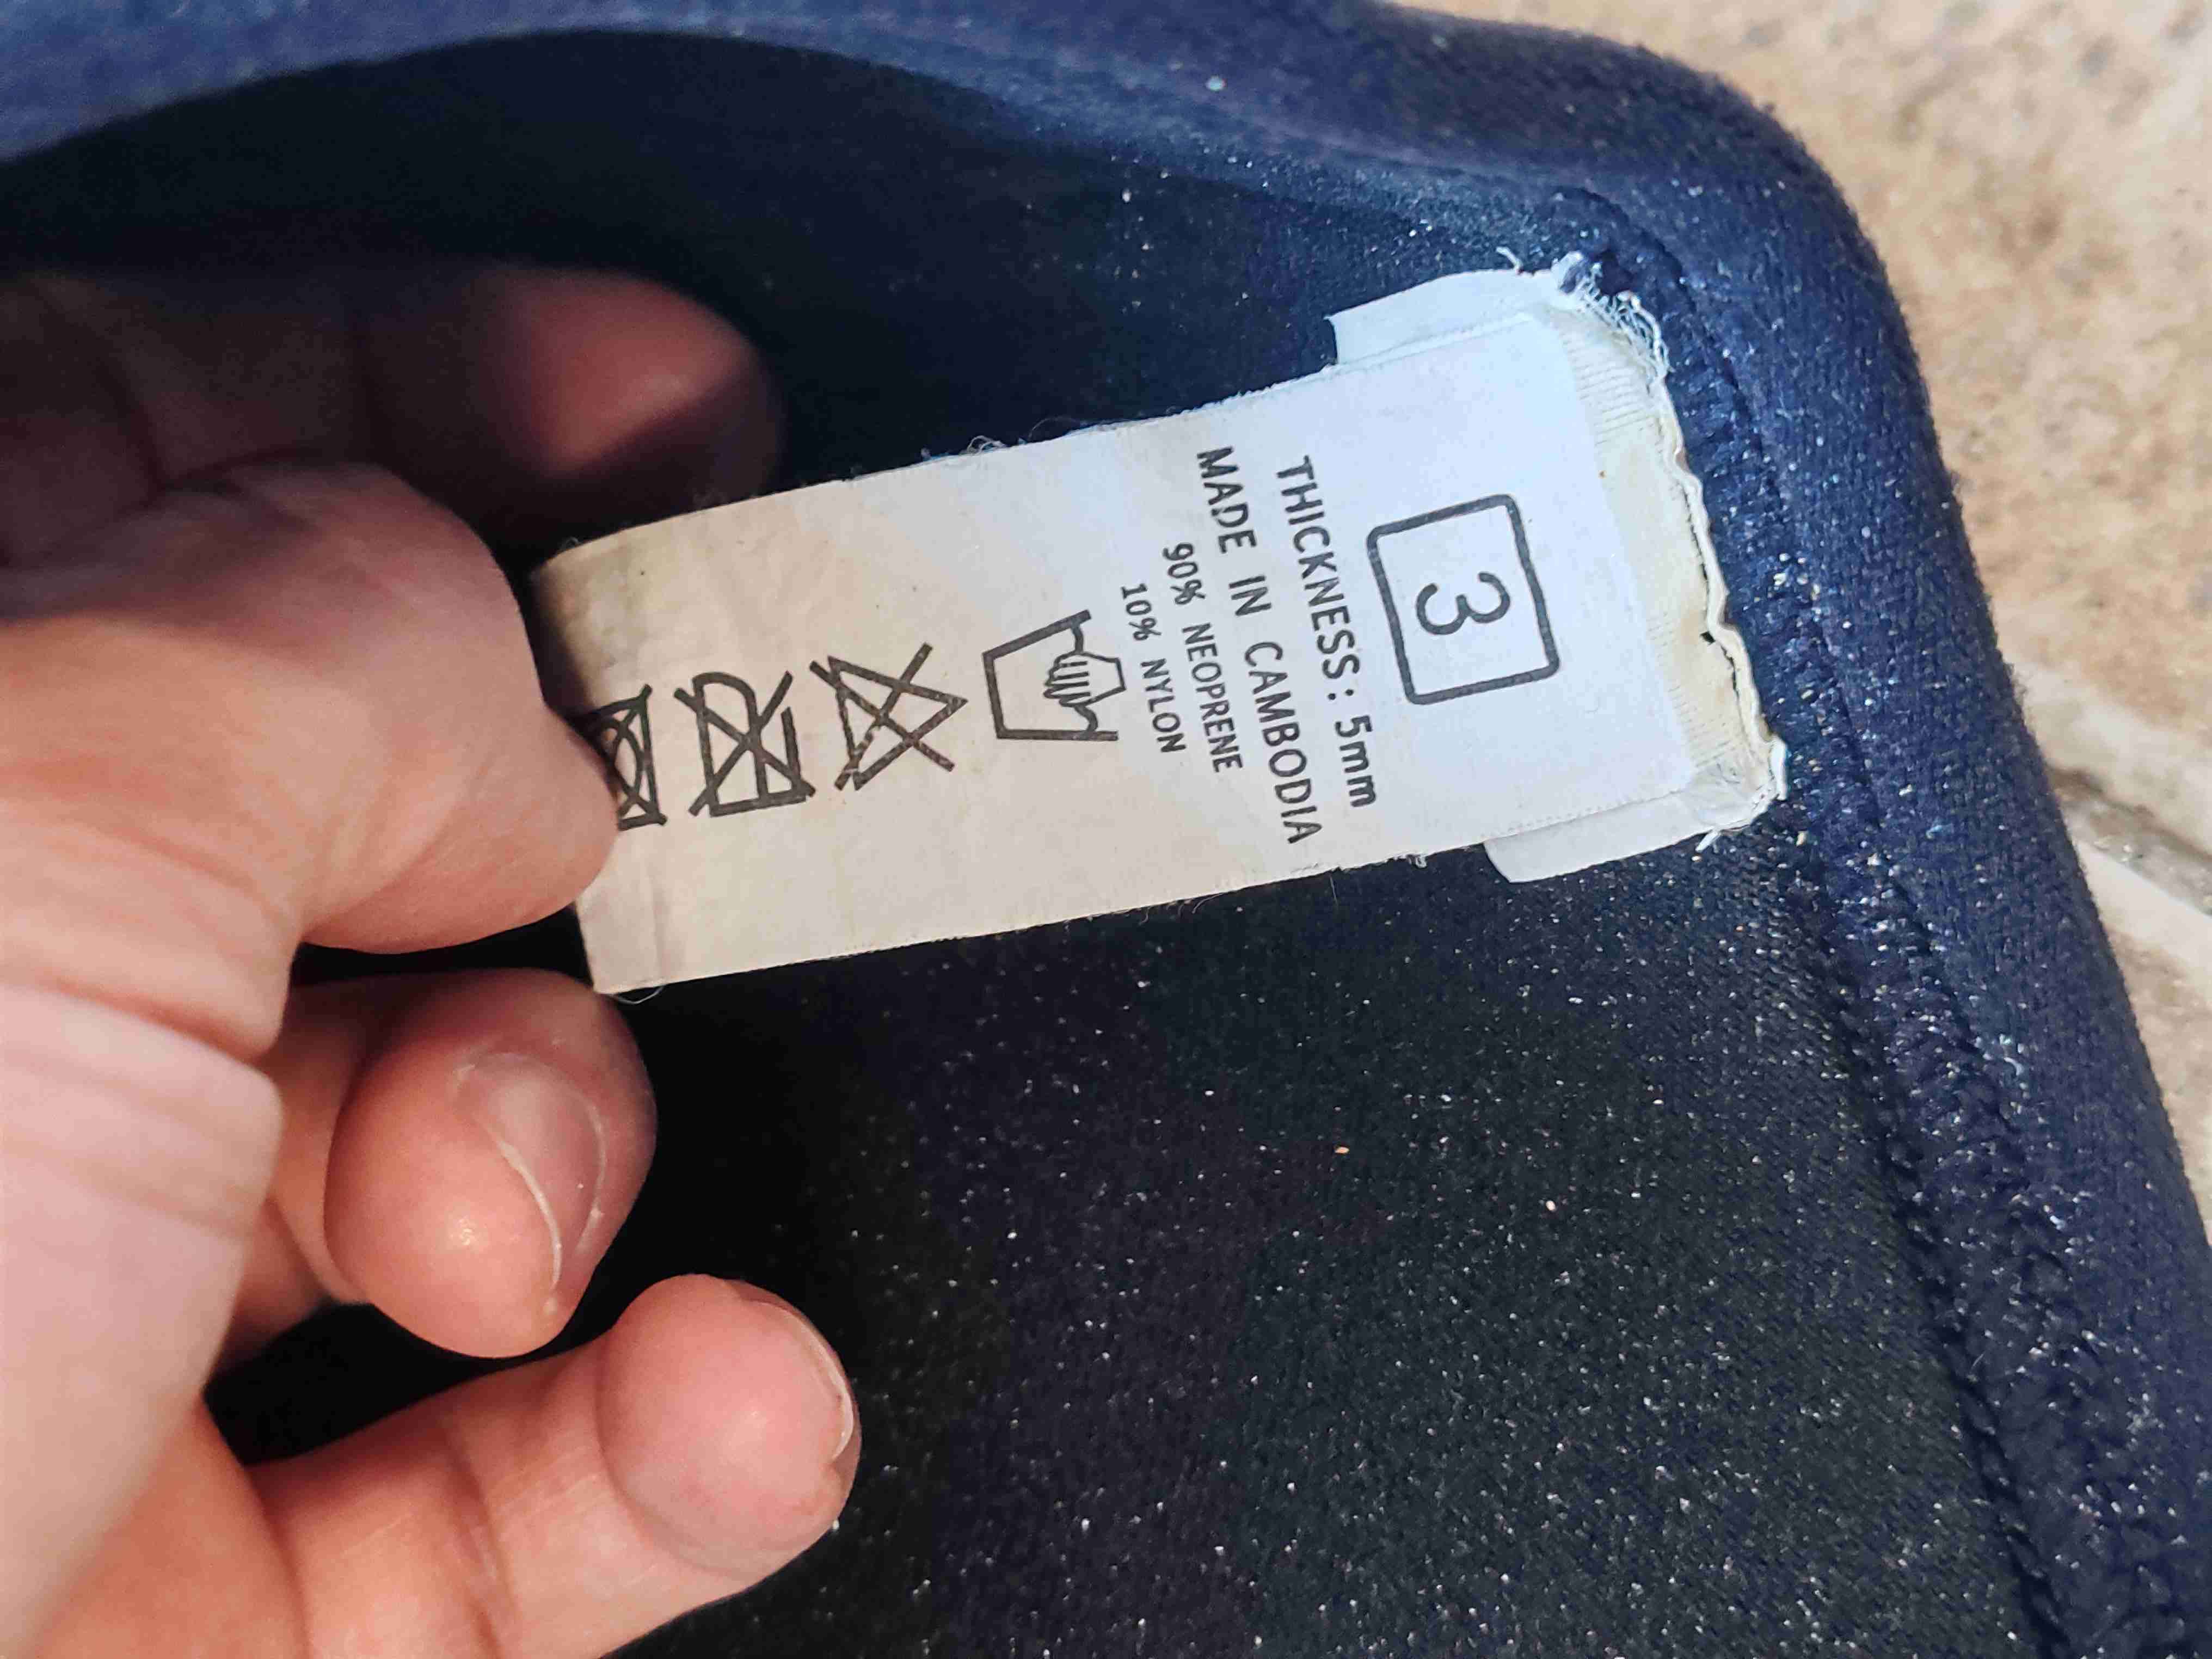 3
THICKNESS: 5mm
MADE IN CAMBODIA
90% NEOPRENE
10% NYLON